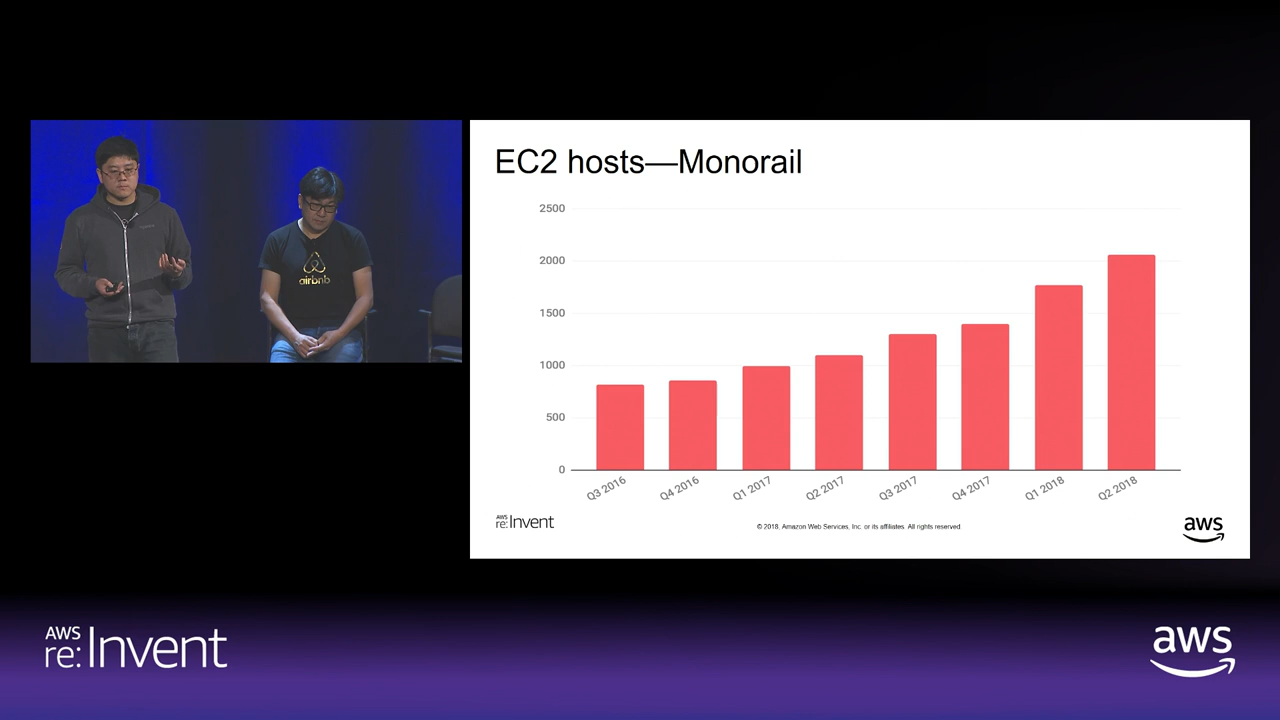 airbnb
EC2 hosts—Monorail
2500
2000
1500
1000
500
0
Q3 2016
Q4 2016
Q1 2017
Q2 2017
Q3 2017
Q4 2017
Q1 2018
Q2 2018
AWS
re:Invent
© 2018, Amazon Web Services, Inc. or its affiliates. All rights reserved.
aws
AWS
re:Invent
aws